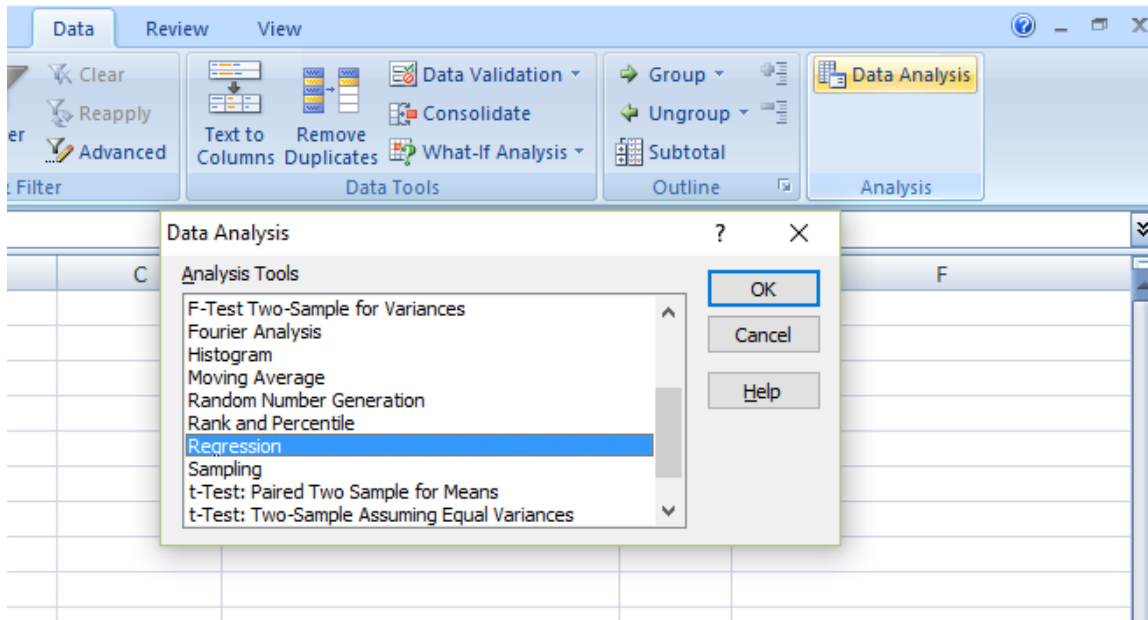 Data Review View
Clear
Reapply
Advanced
er
Filter
Text to
Columns
Remove
Duplicates
Data Validation
Consolidate
What-If Analysis
Data Tools
Group
Ungroup
Subtotal
Outline
Data Analysis
Analysis
Data Analysis
?
Analysis Tools
F-Test Two-Sample for Variances
Fourier Analysis
Histogram
Moving Average
Random Number Generation
Rank and Percentile
Regression
Sampling
t-Test: Paired Two Sample for Means
t-Test: Two-Sample Assuming Equal Variances
OK
Cancel
Help
C F